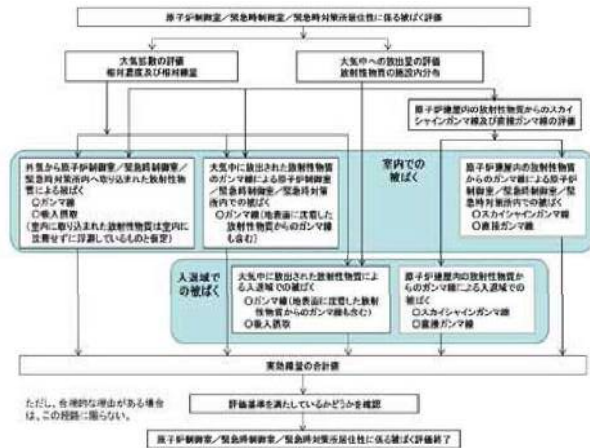 原子炉制御室/緊急時制御室/緊急時対策所居住性に係る被ばく評価
大気拡散の評価
相対濃度及び相対線量
大気中への放出量の評価
放射性物質の施設内分布
原子炉建屋内の放射性物質からのスカイ
シャインガンマ線及び直接ガンマ線の評価
室内での
被ばく
外気から原子炉制御室/緊急時制御室/
緊急時対策所内へ取り込まれた放射性物
質による被ばく
○ガンマ線
○吸入摂取
(室内に取り込まれた放射性物質は室内に
沈着せずに浮遊しているものと仮定)
大気中に放出された放射性物質
のガンマ線による原子炉制御室
/緊急時制御室/緊急時対策
所内での被ばく
○ガンマ線(地表面に沈着した
放射性物質からのガンマ線
も含む)
原子炉建屋内の放射性物質
からのガンマ線による原子炉
制御室/緊急時制御室/緊
急時対策所内での被ばく
○スカイシャインガンマ線
○直接ガンマ線
入退域で
の被ばく
大気中に放出された放射性物質によ
る入退域での被ばく
○ガンマ線(地表面に沈着した放射
性物質からのガンマ線も含む)
○吸入摂取
原子炉建屋内の放射性物質
からのガンマ線による入退域での
被ばく
○スカイシャインガンマ線
○直接ガンマ線
実効線量の合計値
ただし、合理的な理由がある場合
は、この経路に限らない。
評価基準を満たしているかどうかを確認
原子炉制御室/緊急時制御室/緊急時対策所居住性に係る被ばく評価終了